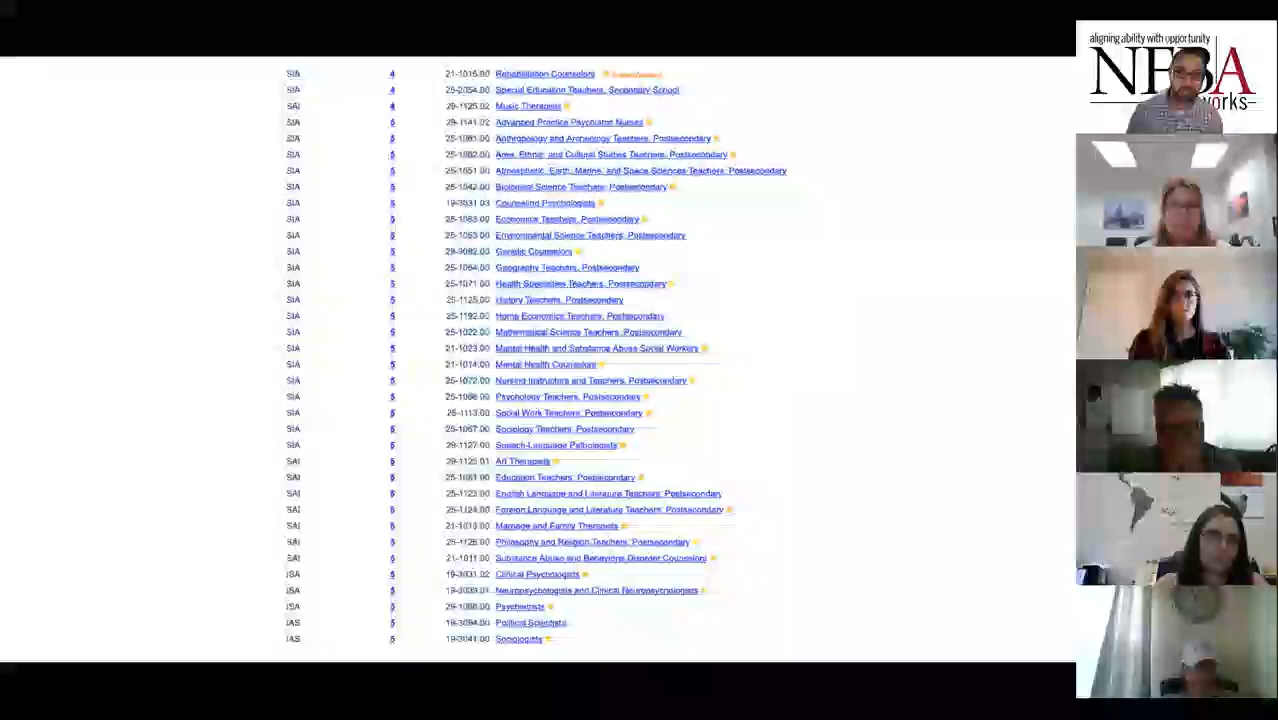 SIA 4 21-1015.00 Rehabilitation Counselors
SIA 4 25-2054.00 Special Education Teachers, Secondary School
SAI 4 29-1125.02 Music Therapists
SIA 5 29-1141.02 Advanced Practice Psychiatric Nurses
SIA 5 25-1061.00 Anthropology and Archeology Teachers, Postsecondary
SIA 5 25-1062.00 Area, Ethnic, and Cultural Studies Teachers, Postsecondary
SIA 5 25-1051.00 Atmospheric, Earth, Marine, and Space Sciences Teachers, Postsecondary
SIA 5 25-1042.00 Biological Science Teachers, Postsecondary
SIA 5 19-3031.03 Counseling Psychologists
SIA 5 25-1063.00 Economics Teachers, Postsecondary
SIA 5 25-1053.00 Environmental Science Teachers, Postsecondary
SIA 5 29-9092.00 Genetic Counselors
SIA 5 25-1064.00 Geography Teachers, Postsecondary
SIA 5 25-1071.00 Health Specialties Teachers, Postsecondary
SIA 5 25-1125.00 History Teachers, Postsecondary
SIA 5 25-1192.00 Home Economics Teachers, Postsecondary
SIA 5 25-1022.00 Mathematical Science Teachers, Postsecondary
SIA 5 21-1023.00 Mental Health and Substance Abuse Social Workers
SIA 5 21-1014.00 Mental Health Counselors
SIA 5 25-1072.00 Nursing Instructors and Teachers, Postsecondary
SIA 5 25-1066.00 Psychology Teachers, Postsecondary
SIA 5 25-1113.00 Social Work Teachers, Postsecondary
SIA 5 25-1067.00 Sociology Teachers, Postsecondary
SIA 5 29-1127.00 Speech-Language Pathologists
SAI 5 29-1125.01 Art Therapists
SAI 5 25-1081.00 Education Teachers, Postsecondary
SAI 5 25-1123.00 English Language and Literature Teachers, Postsecondary
SAI 5 25-1124.00 Foreign Language and Literature Teachers, Postsecondary
SAI 5 21-1013.00 Marriage and Family Therapists
SAI 5 25-1126.00 Philosophy and Religion Teachers, Postsecondary
SAI 5 21-1011.00 Substance Abuse and Behavioral Disorder Counselors
ISA 5 19-3031.02 Clinical Psychologists
ISA 5 19-3039.01 Neuropsychologists and Clinical Neuropsychologists
ISA 5 29-1066.00 Psychiatrists
IAS 5 19-3094.00 Political Scientists
IAS 5 19-3041.00 Sociologists
aligning ability with opportunity
works